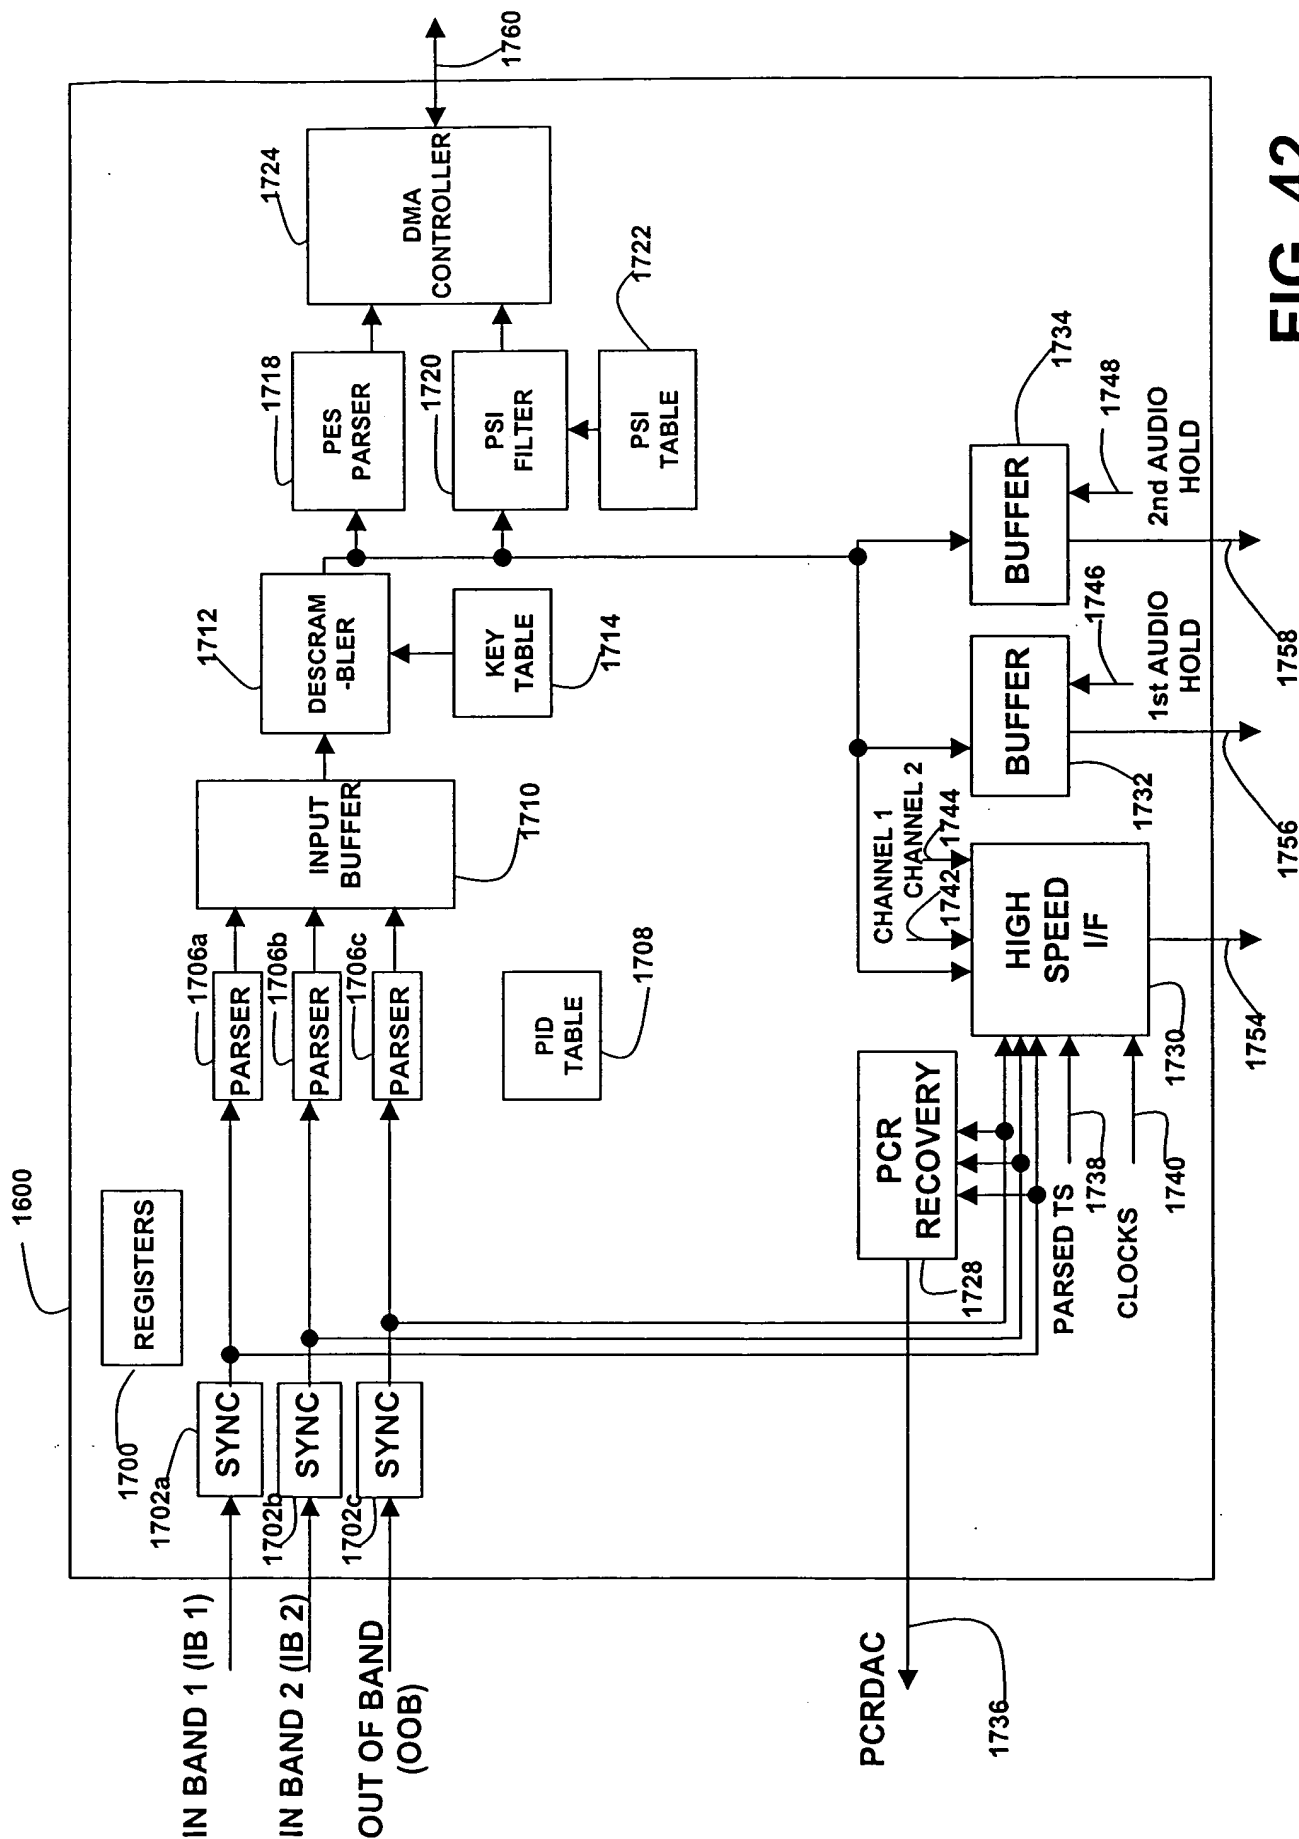 1600
REGISTERS
1700
IN BAND 1 (IB 1)
1702a
SYNC
1706a
PARSER
IN BAND 2 (IB 2)
1702b
SYNC
1706b
PARSER
OUT OF BAND
(OOB)
1702c
SYNC
1706c
PARSER
PID
TABLE
1708
INPUT
BUFFER
1710
1712
DESCRAM
-BLER
KEY
TABLE
1714
1718
PES
PARSER
1720
PSI
FILTER
PSI
TABLE
1722
1724
DMA
CONTROLLER
1760
PCRDAC
1736
PCR
RECOVERY
1728
PARSED TS
1738
CLOCKS
1740
CHANNEL 1
CHANNEL 2
1742
1744
HIGH
SPEED
I/F
1730
1754
BUFFER
1732
1746
1st AUDIO
HOLD
1756
BUFFER
1734
1748
2nd AUDIO
HOLD
1758
FIG. 42